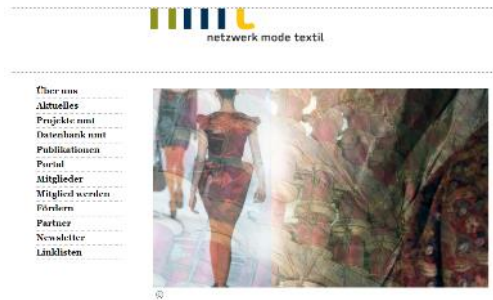 netzwerk mode textil
Über uns
Aktuelles
Projekte nmt
Datenbank nmt
Publikationen
Portal
Mitglieder
Mitglied werden
Fördern
Partner
Newsletter
Linklisten
©